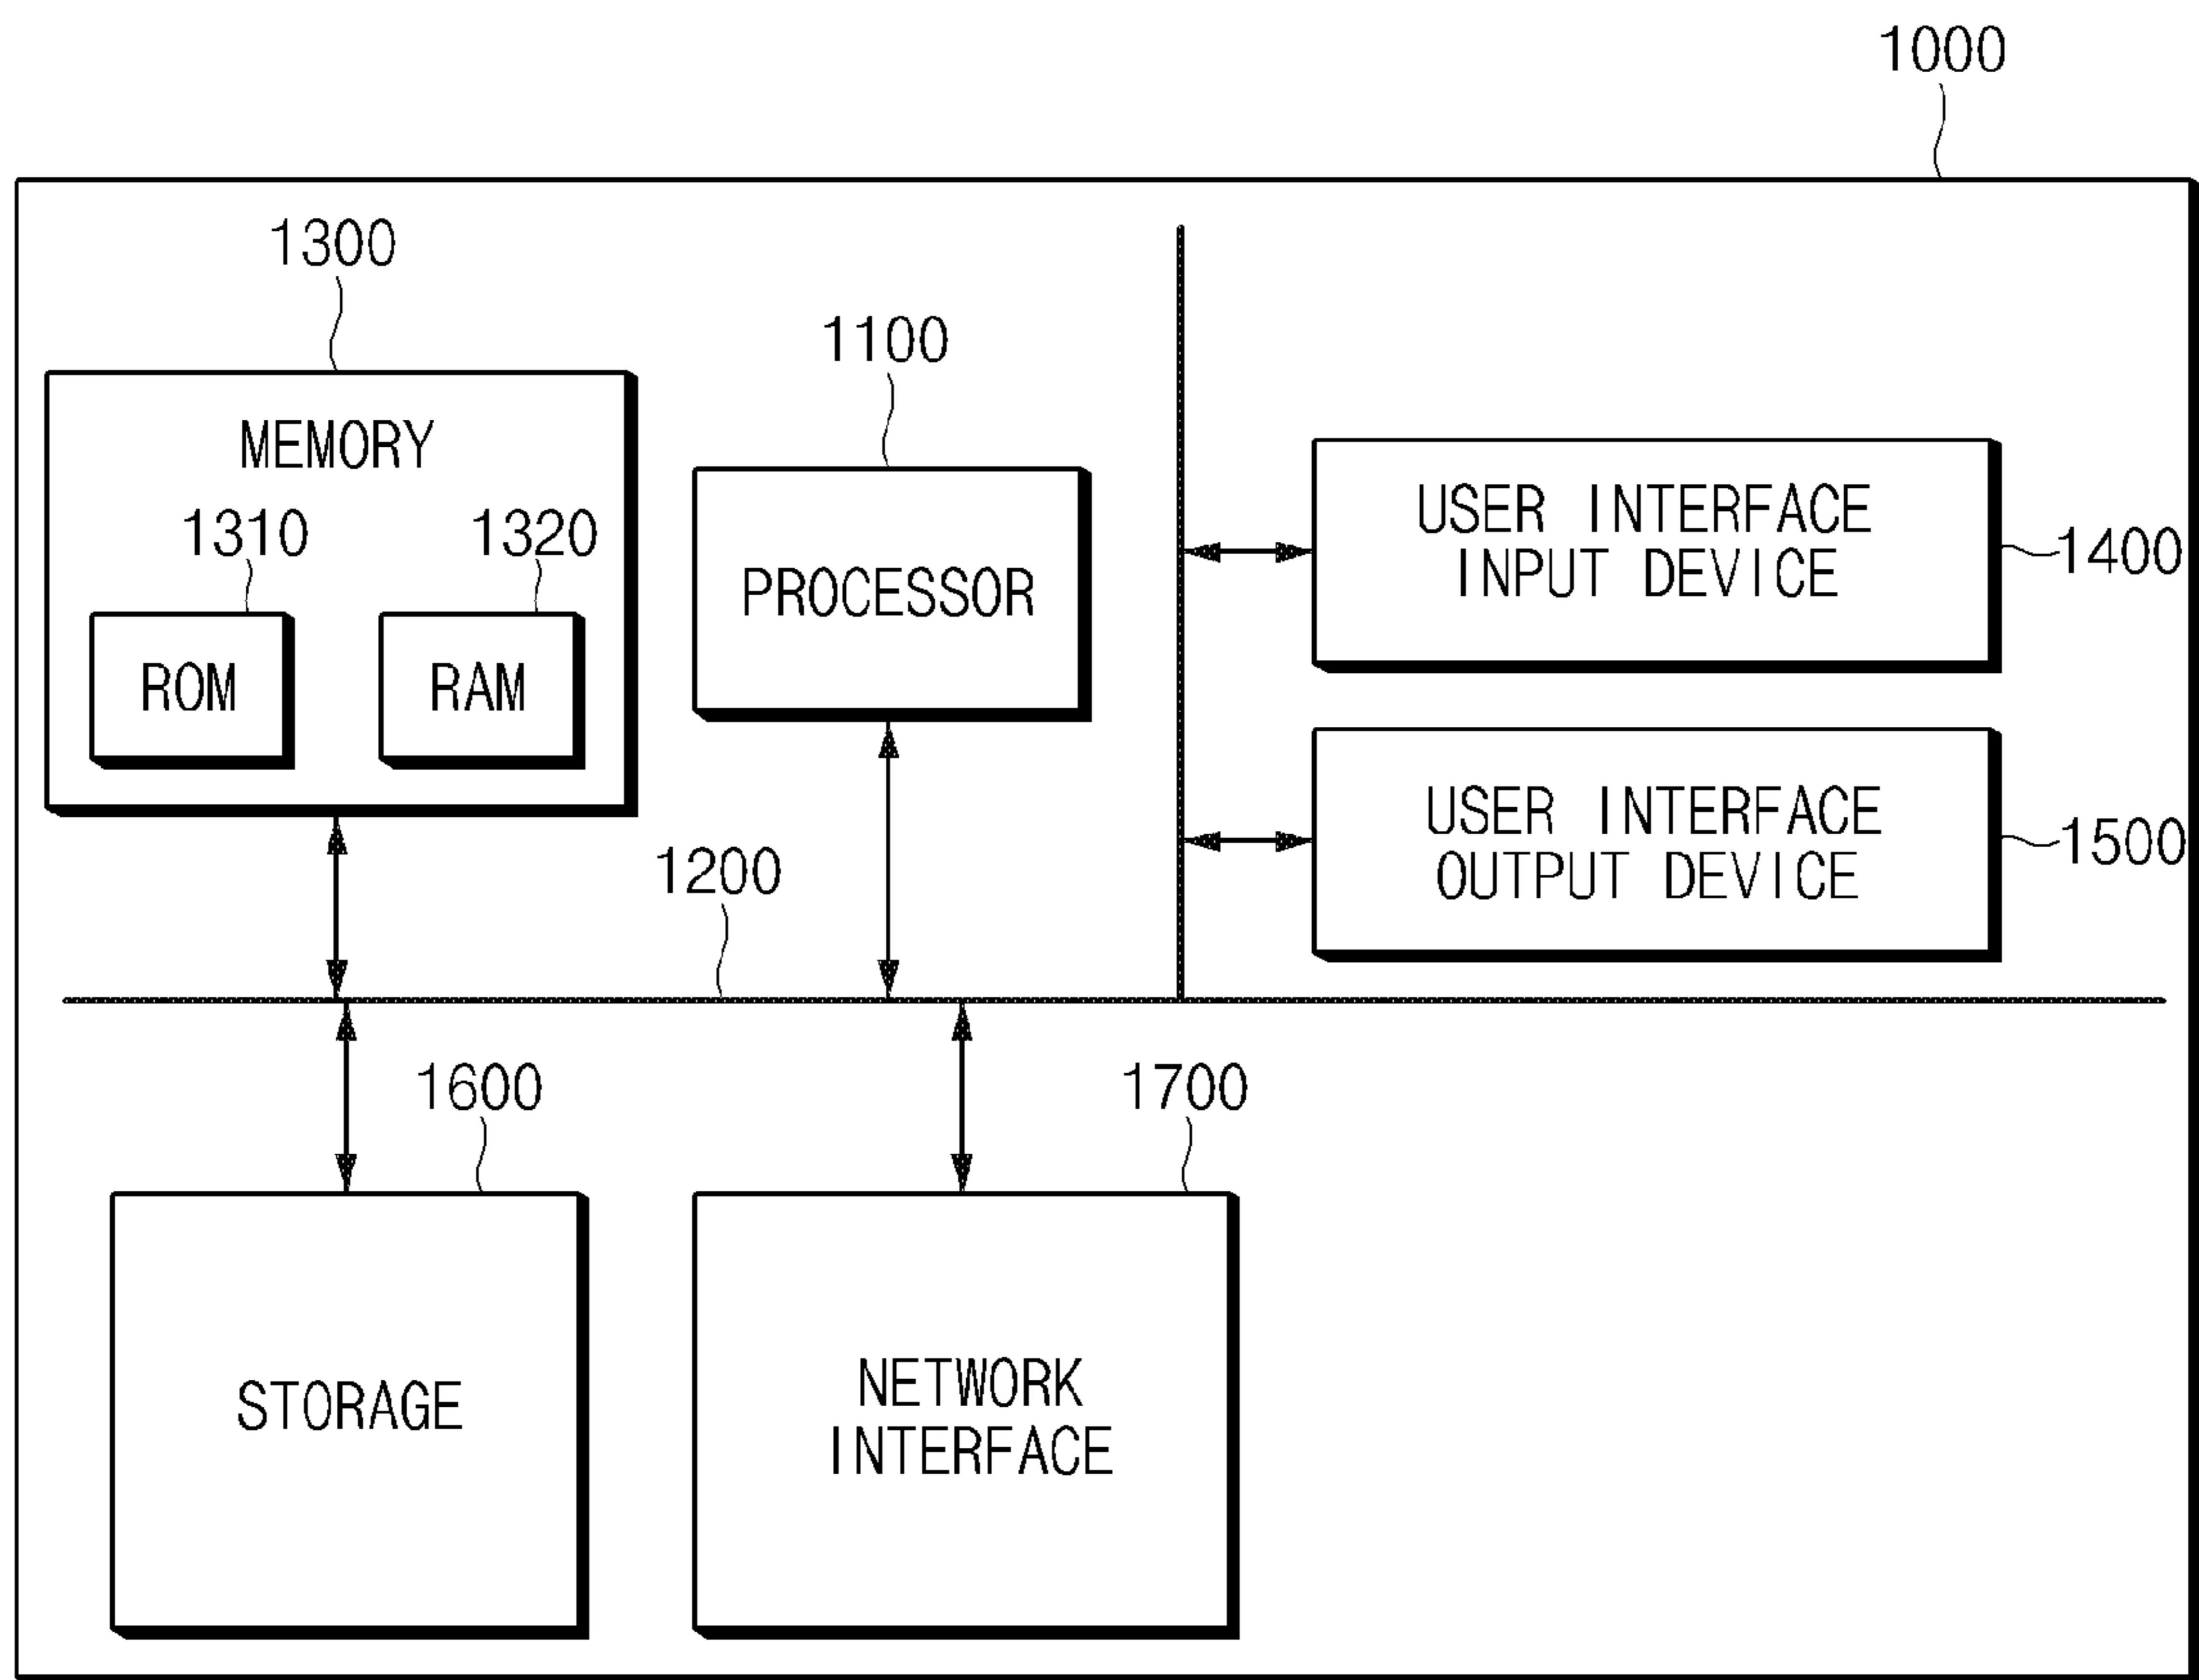 1000
1300
1100
MEMORY
1310
1320
ROM
RAM
PROCESSOR
USER INTERFACE
INPUT DEVICE
1400
USER INTERFACE
OUTPUT DEVICE
1500
1200
1600
1700
STORAGE
NETWORK
INTERFACE